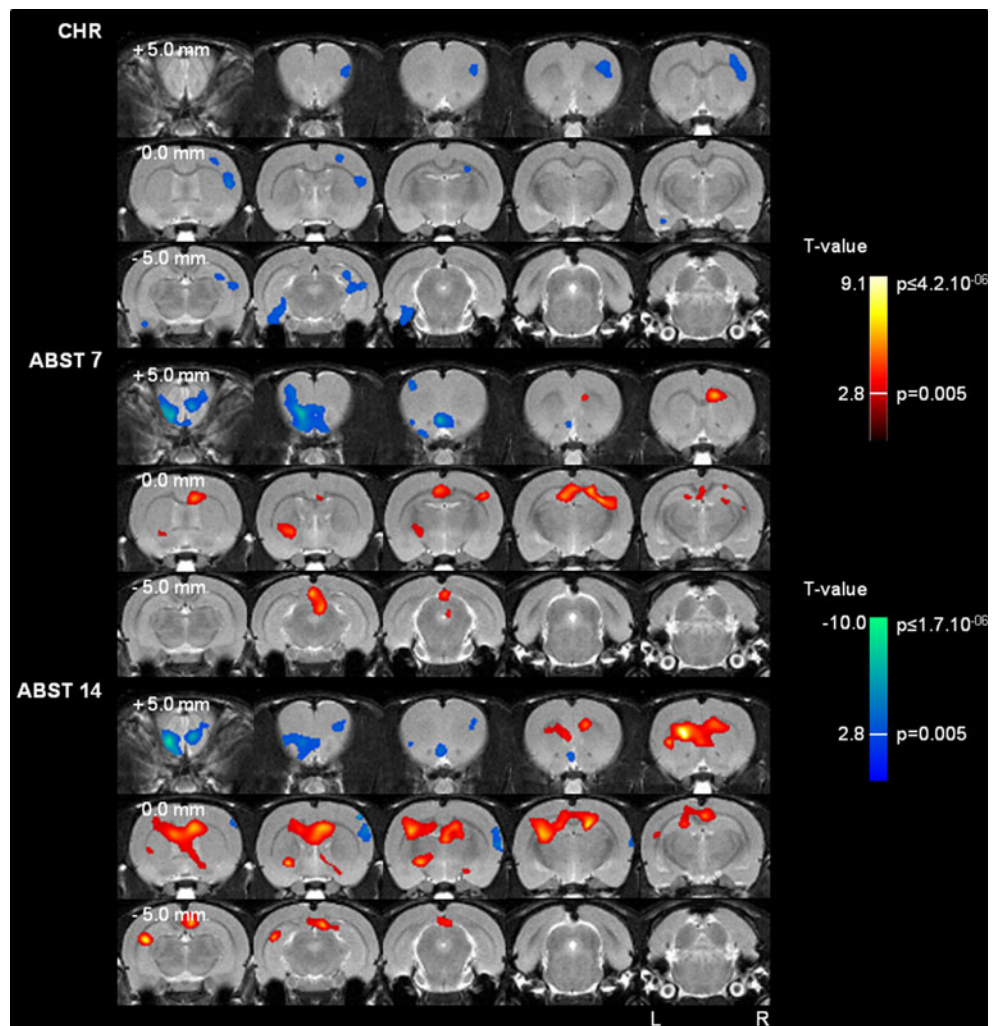 CHR
+5.0 mm
0.0 mm
- 5.0 mm
T-value
9.1 p≤4.2.10-06
2.8 p=0.005
ABST 7
+5.0 mm
0.0 mm
- 5.0 mm
T-value
-10.0 p≤1.7.10-06
2.8 p=0.005
ABST 14
+5.0 mm
0.0 mm
- 5.0 mm
L R